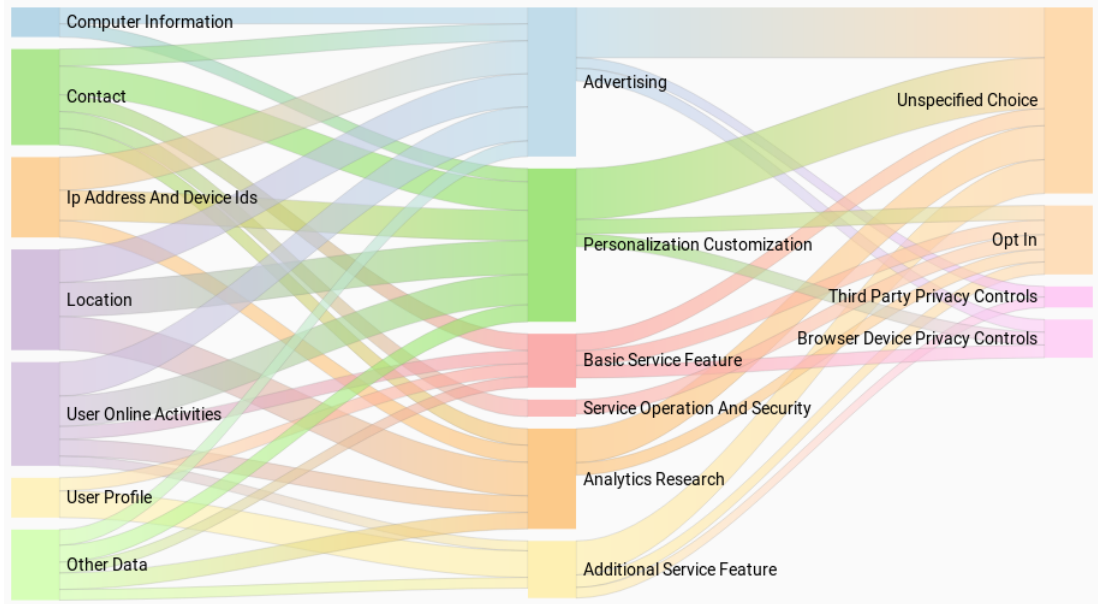 Computer Information
Contact
Ip Address And Device Ids
Location
User Online Activities
User Profile
Other Data
Advertising
Personalization Customization
Basic Service Feature
Service Operation And Security
Analytics Research
Additional Service Feature
Unspecified Choice
Opt In
Third Party Privacy Controls
Browser Device Privacy Controls